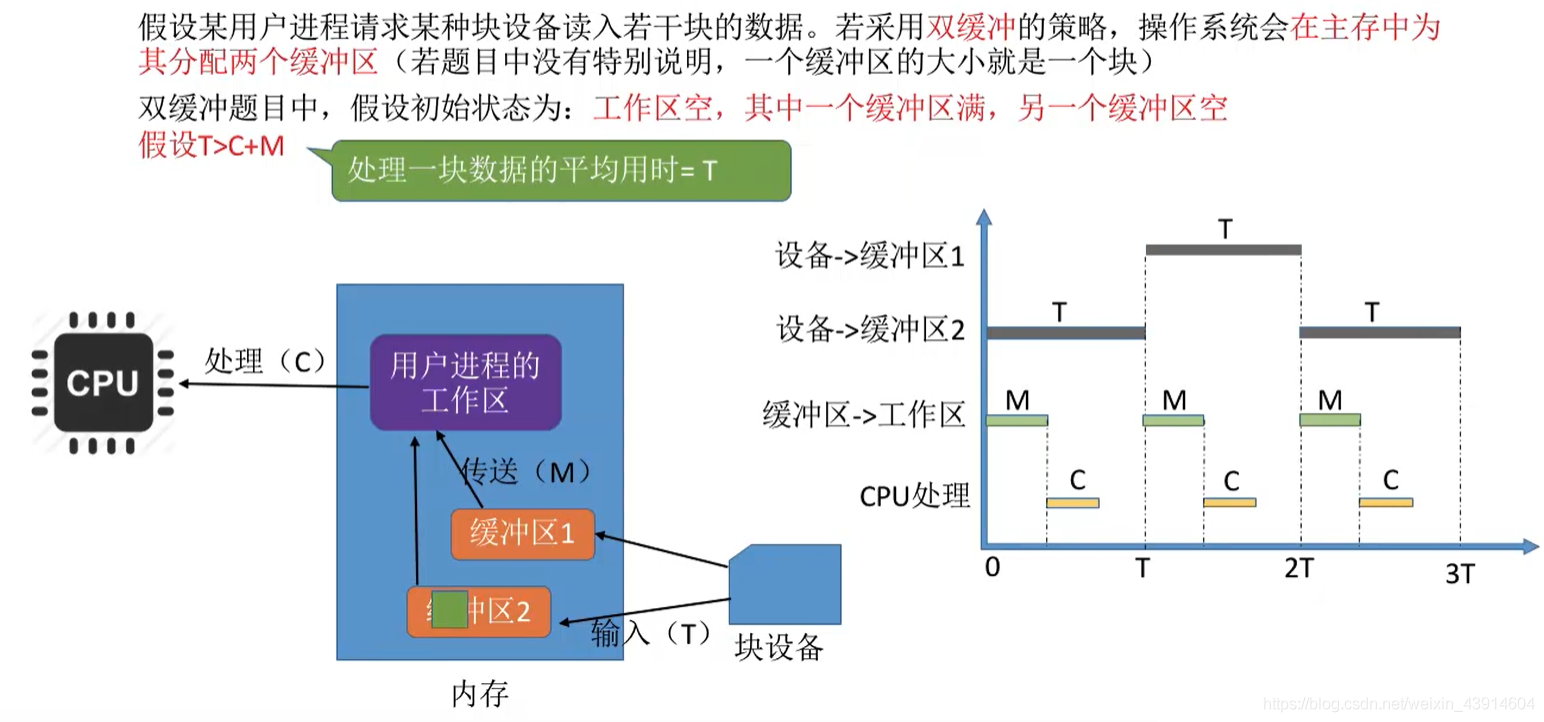 假设某用户进程请求某种块设备读入若干块的数据。若采用双缓冲的策略，操作系统会在主存中为
其分配两个缓冲区（若题目中没有特别说明，一个缓冲区的大小就是一个块）
双缓冲题目中，假设初始状态为：工作区空，其中一个缓冲区满，另一个缓冲区空
假设T>C+M
处理一块数据的平均用时= T
CPU
处理（C）
用户进程的
工作区
传送（M）
缓冲区1
缓冲区2
输入（T）
块设备
内存
设备->缓冲区1
T
设备->缓冲区2
T
T
缓冲区->工作区
M
M
M
CPU处理
C
C
C
0
T
2T
3T
https://blog.csdn.net/weixin_43914604